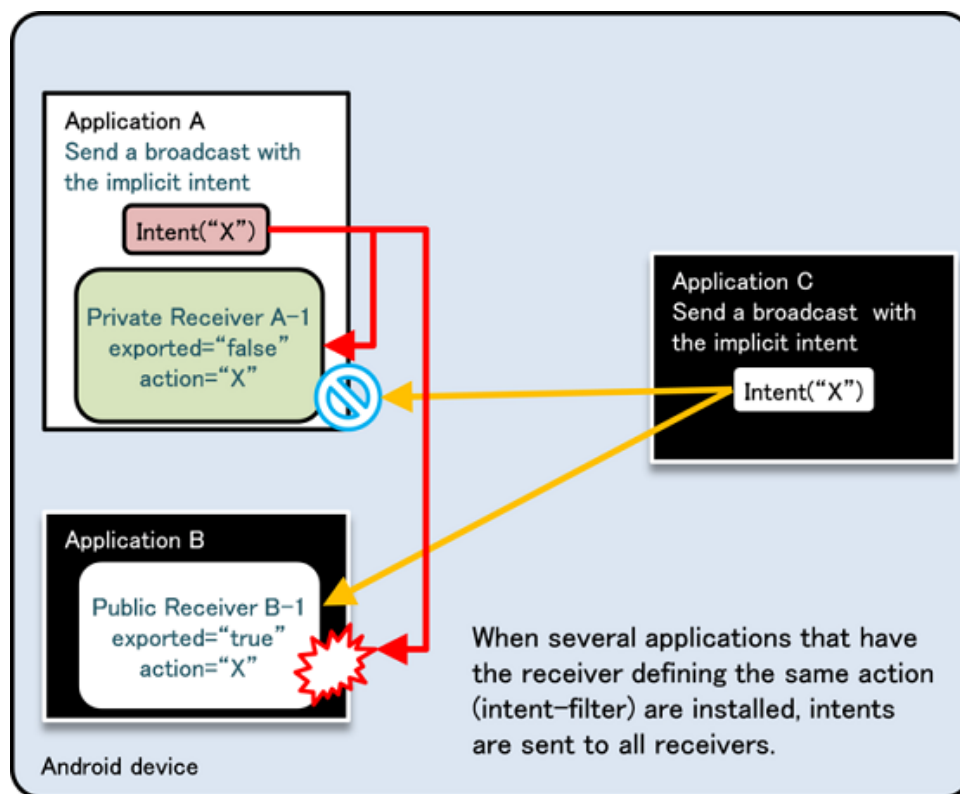 Application A
Send a broadcast with
the implicit intent
Intent(“X”)
Private Receiver A-1
exported=“false”
action=“X”
Application C
Send a broadcast with
the implicit intent
Intent(“X”)
Application B
Public Receiver B-1
exported=“true”
action=“X”
When several applications that have
the receiver defining the same action
(intent-filter) are installed, intents
are sent to all receivers.
Android device